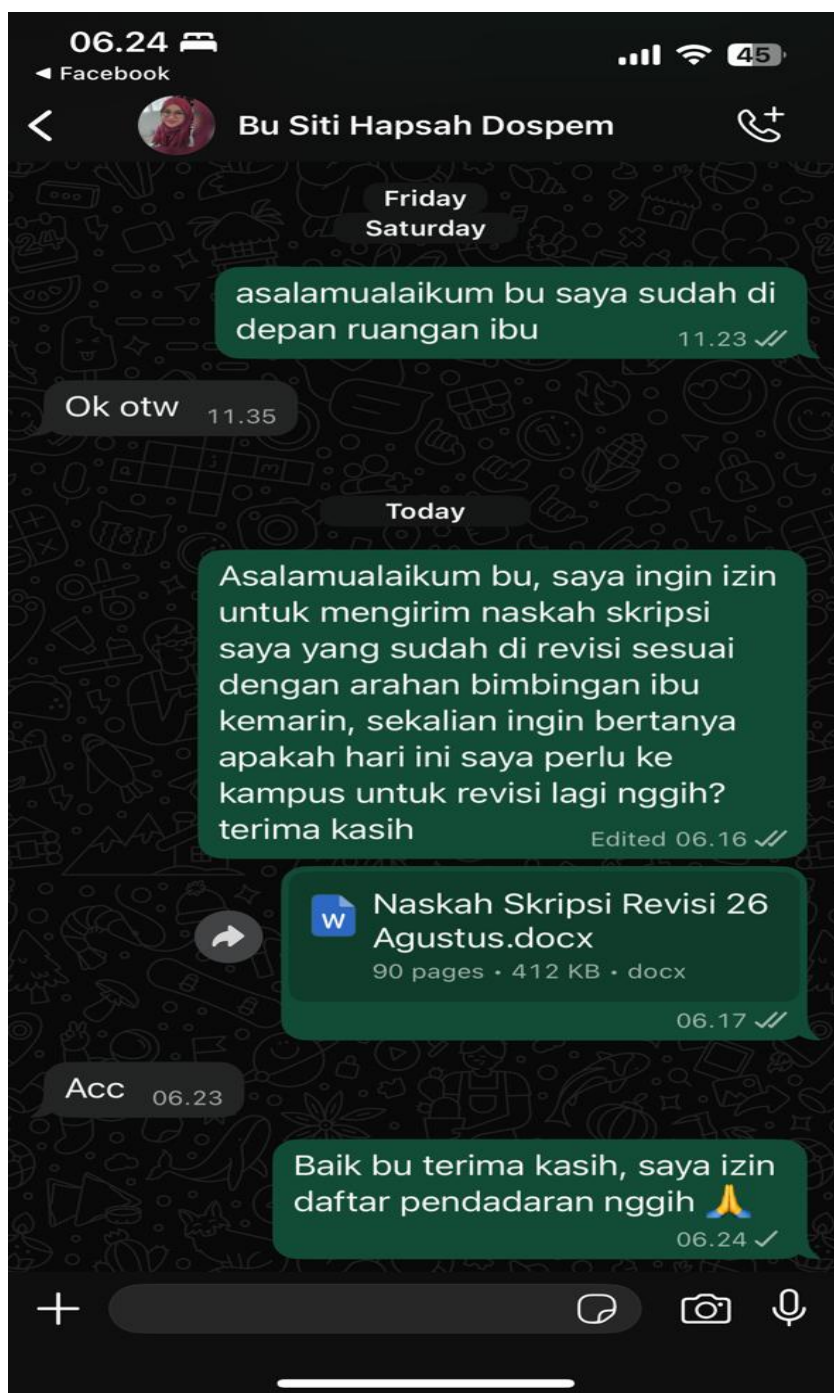 06.24
45
Facebook
Bu Siti Hapsah Dospem
Friday
Saturday
asalamualaikum bu saya sudah di
depan ruangan ibu
11.23
Ok otw 11.35
Today
Asalamualaikum bu, saya ingin izin
untuk mengirim naskah skripsi
saya yang sudah di revisi sesuai
dengan arahan bimbingan ibu
kemarin, sekalian ingin bertanya
apakah hari ini saya perlu ke
kampus untuk revisi lagi nggih?
terima kasih
Edited 06.16
W
Naskah Skripsi Revisi 26
Agustus.docx
90 pages • 412 KB • docx
06.17
Acc 06.23
Baik bu terima kasih, saya izin
daftar pendadaran nggih 🙏
06.24